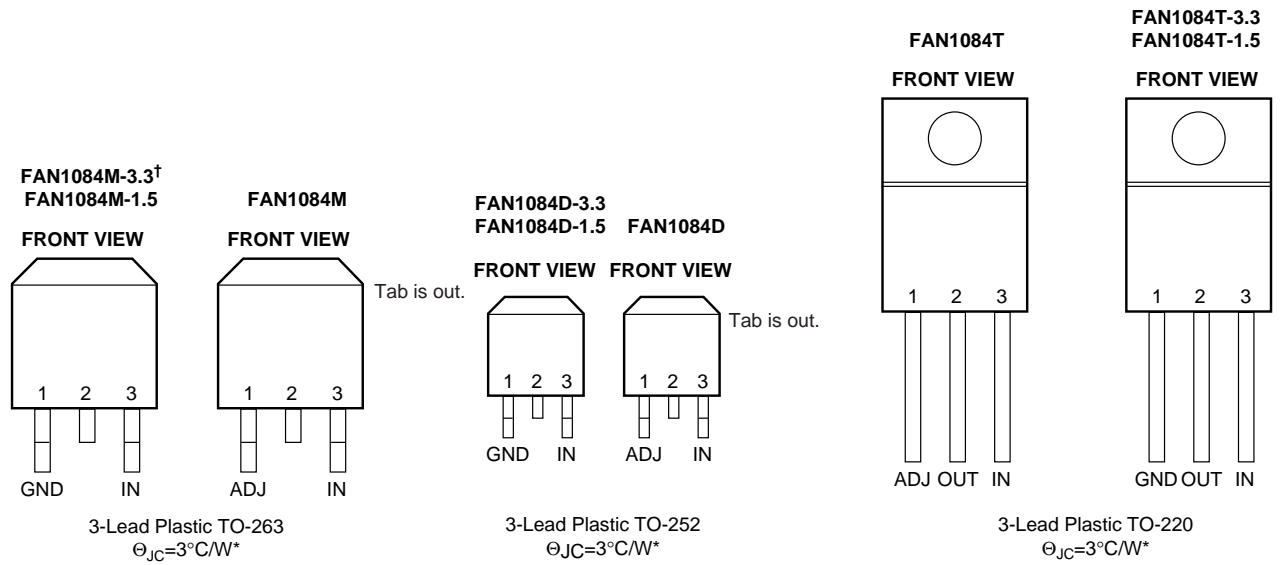 FAN1084M-3.3†
FAN1084M-1.5
FRONT VIEW
1 2 3
GND IN
FAN1084M
FRONT VIEW
Tab is out.
1 2 3
ADJ IN
3-Lead Plastic TO-263
ΘJC=3°C/W*
FAN1084D-3.3
FAN1084D-1.5
FRONT VIEW
1 2 3
GND IN
FAN1084D
FRONT VIEW
Tab is out.
1 2 3
ADJ IN
3-Lead Plastic TO-252
ΘJC=3°C/W*
FAN1084T
FRONT VIEW
1 2 3
ADJ OUT IN
FAN1084T-3.3
FAN1084T-1.5
FRONT VIEW
1 2 3
GND OUT IN
3-Lead Plastic TO-220
ΘJC=3°C/W*